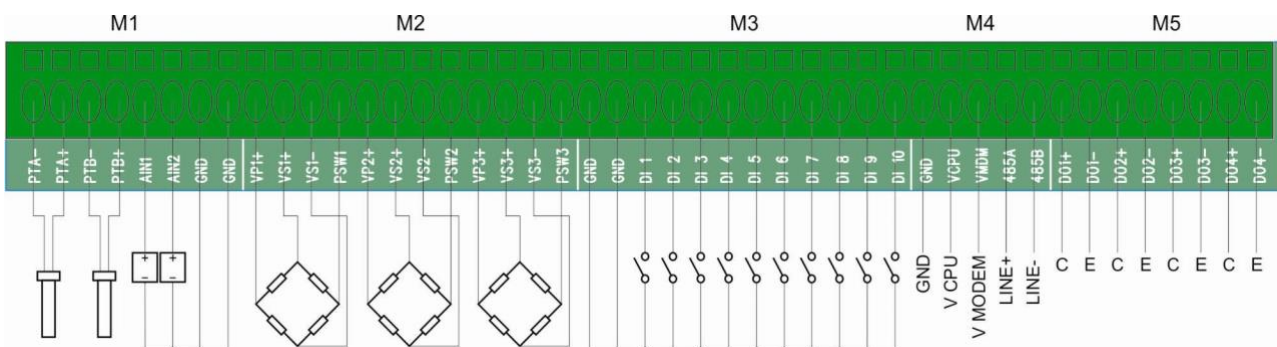 M1 M2 M3 M4 M5
PTA- PTA+ PTB- PTB+ AIN1 AIN2 GND GND VP1+ VS1+ VS1- PSW1 VP2+ VS2+ VS2- PSW2 VP3+ VS3+ VS3- PSW3 GND GND DI 1 DI 2 DI 3 DI 4 DI 5 DI 6 DI 7 DI 8 DI 9 DI 10 GND VCPU VMDM 485A 485B DO1+ DO1- DO2+ DO2- DO3+ DO3- DO4+ DO4-
+ - + -
GND V CPU V MODEM LINE+ LINE- C E C E C E C E